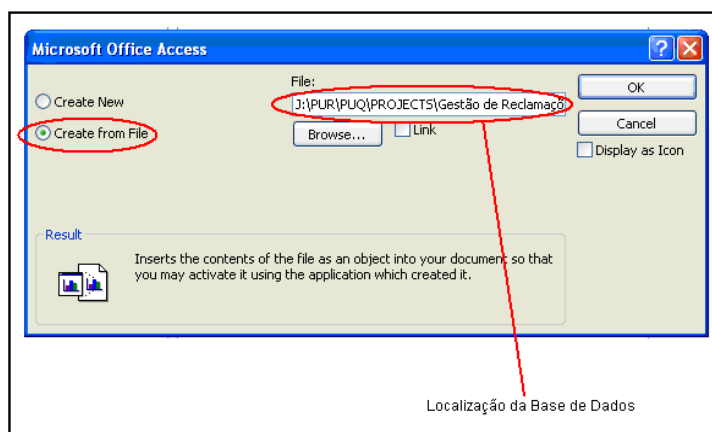 Microsoft Office Access
File:
Create New
J:\PUR\PUQ\PROJECTS\Gestão de Reclamaçõ
OK
Create from File
Browse...
Link
Cancel
Display as Icon
Result
Inserts the contents of the file as an object into your document so that
you may activate it using the application which created it.
Localização da Base de Dados